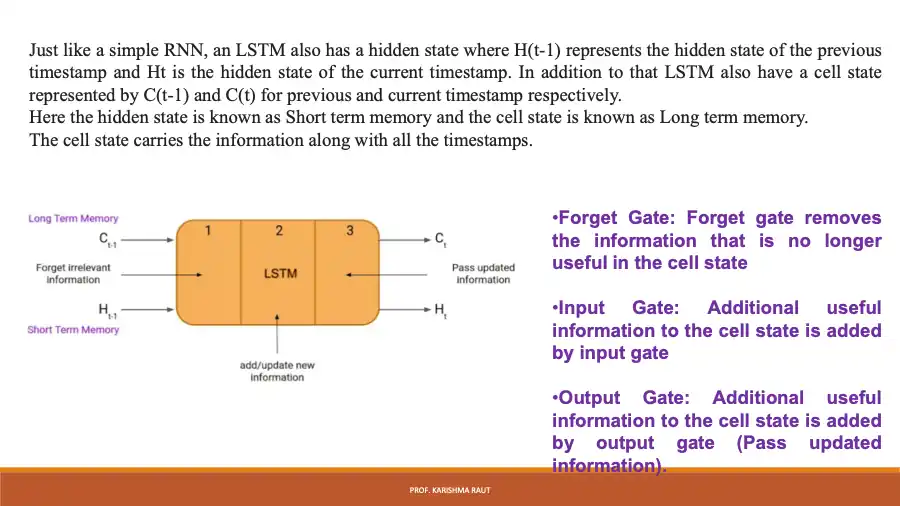 Just like a simple RNN, an LSTM also has a hidden state where H(t-1) represents the hidden state of the previous
timestamp and Ht is the hidden state of the current timestamp. In addition to that LSTM also have a cell state
represented by C(t-1) and C(t) for previous and current timestamp respectively.
Here the hidden state is known as Short term memory and the cell state is known as Long term memory.
The cell state carries the information along with all the timestamps.
Long Term Memory
C t-1
1
2
3
C t
Forget irrelevant
information
LSTM
Pass updated
information
H t-1
H t
Short Term Memory
add/update new
information
•Forget Gate: Forget gate removes
the information that is no longer
useful in the cell state
•Input Gate: Additional useful
information to the cell state is added
by input gate
•Output Gate: Additional useful
information to the cell state is added
by output gate (Pass updated
information).
PROF. KARISHMA RAUT